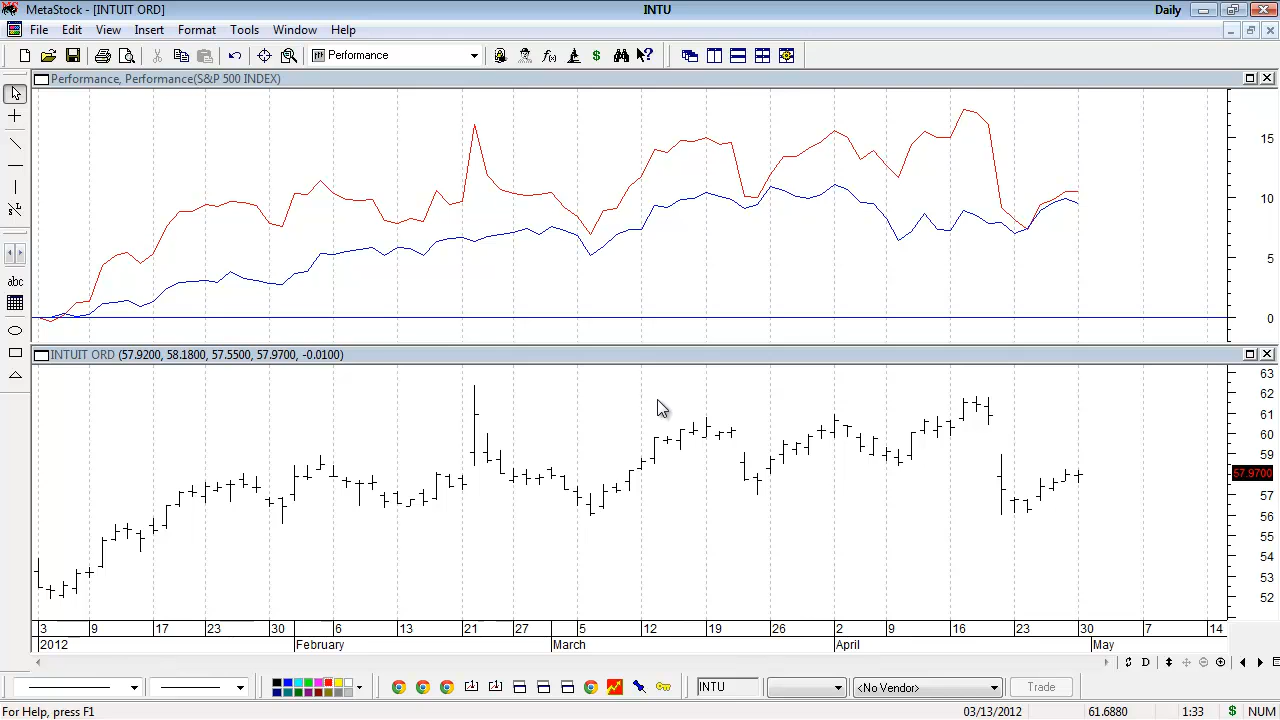 MetaStock - [INTUIT ORD] INTU Daily
File Edit View Insert Format Tools Window Help
Performance
Performance, Performance(S&P 500 INDEX)
15
10
5
0
INTUIT ORD (57.9200, 58.1800, 57.5500, 57.9700, -0.0100)
63
62
61
60
59
57.9700
57
56
55
54
53
52
abc
3 9 17 23 30 6 13 21 27 5 12 19 26 2 9 16 23 30 7 14
2012 February March April May
D
INTU <No Vendor> Trade
For Help, press F1 03/13/2012 61.6880 1:33 $ NUM